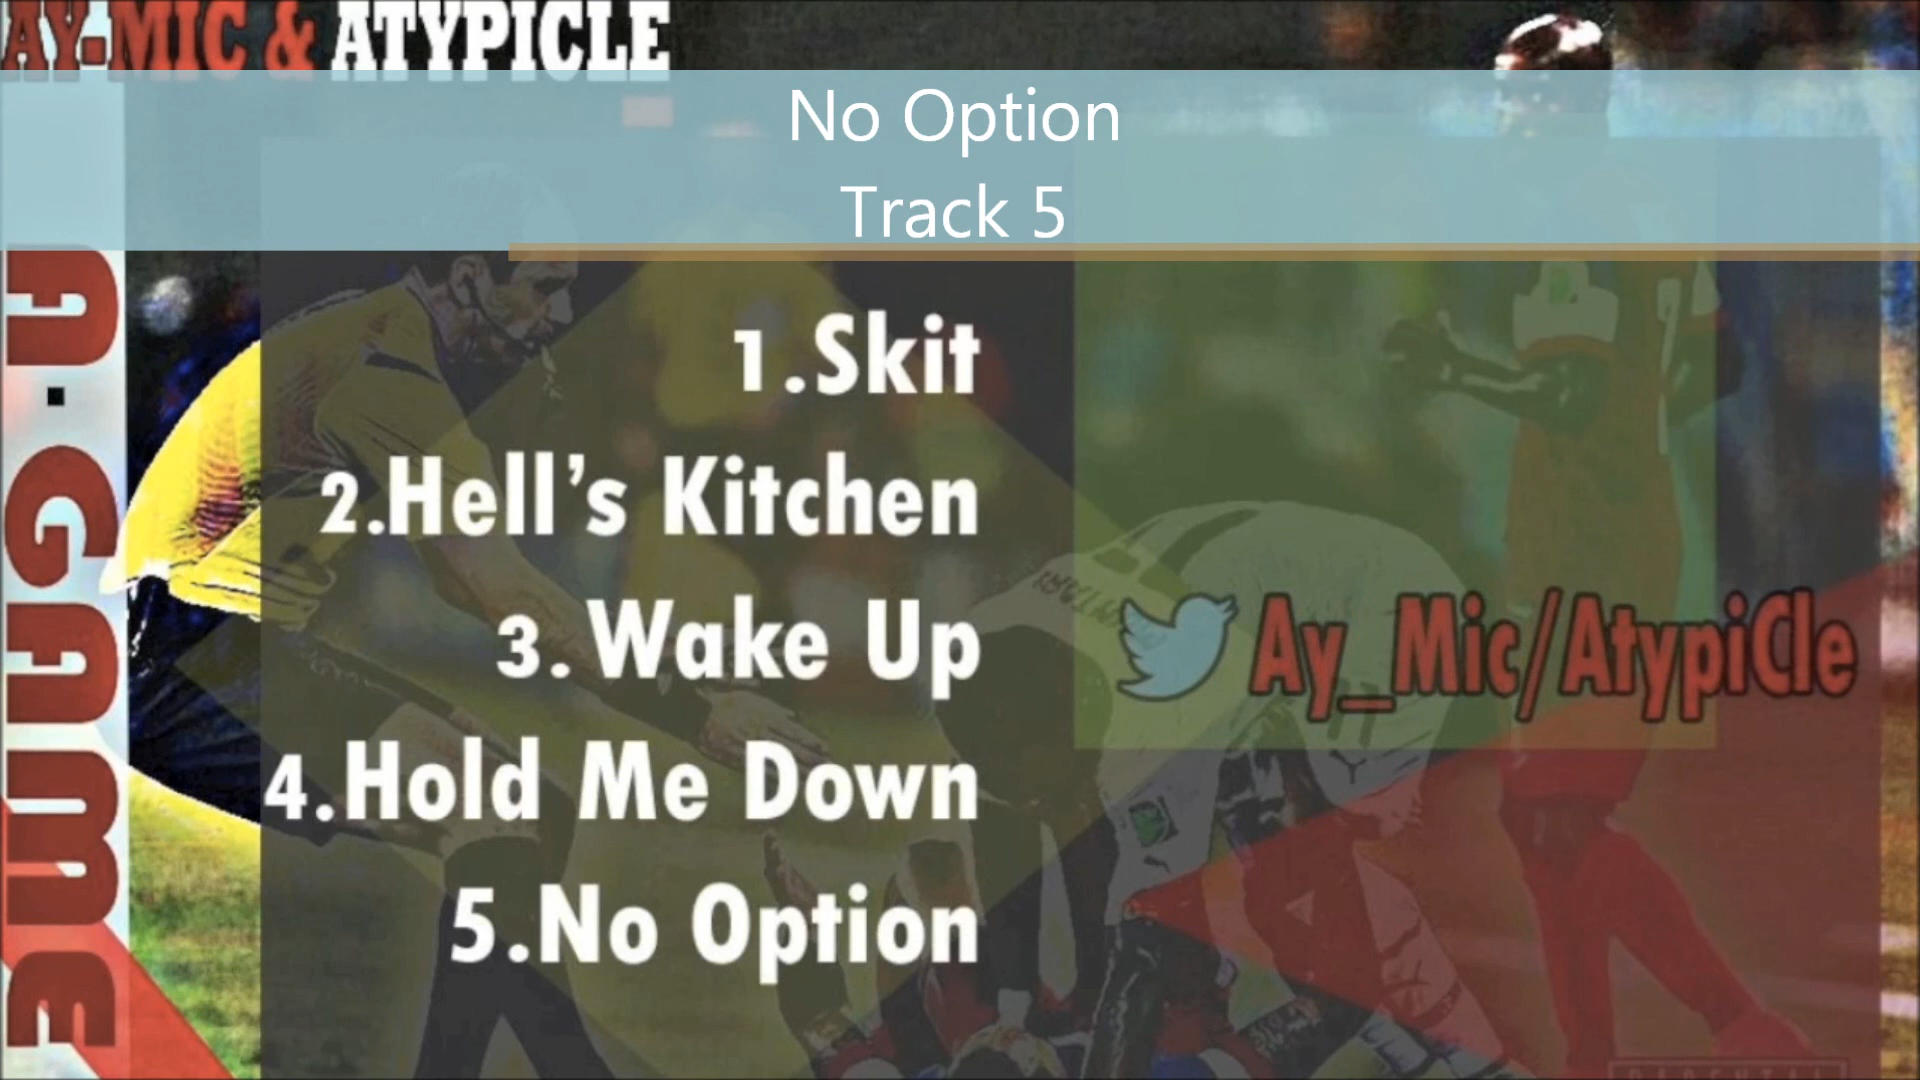 AY-MIC & ATYPICLE
No Option
Track 5
A.GAME
1.Skit
2.Hell's Kitchen
3. Wake Up
4.Hold Me Down
5.No Option
Ay_Mic/AtypiCle